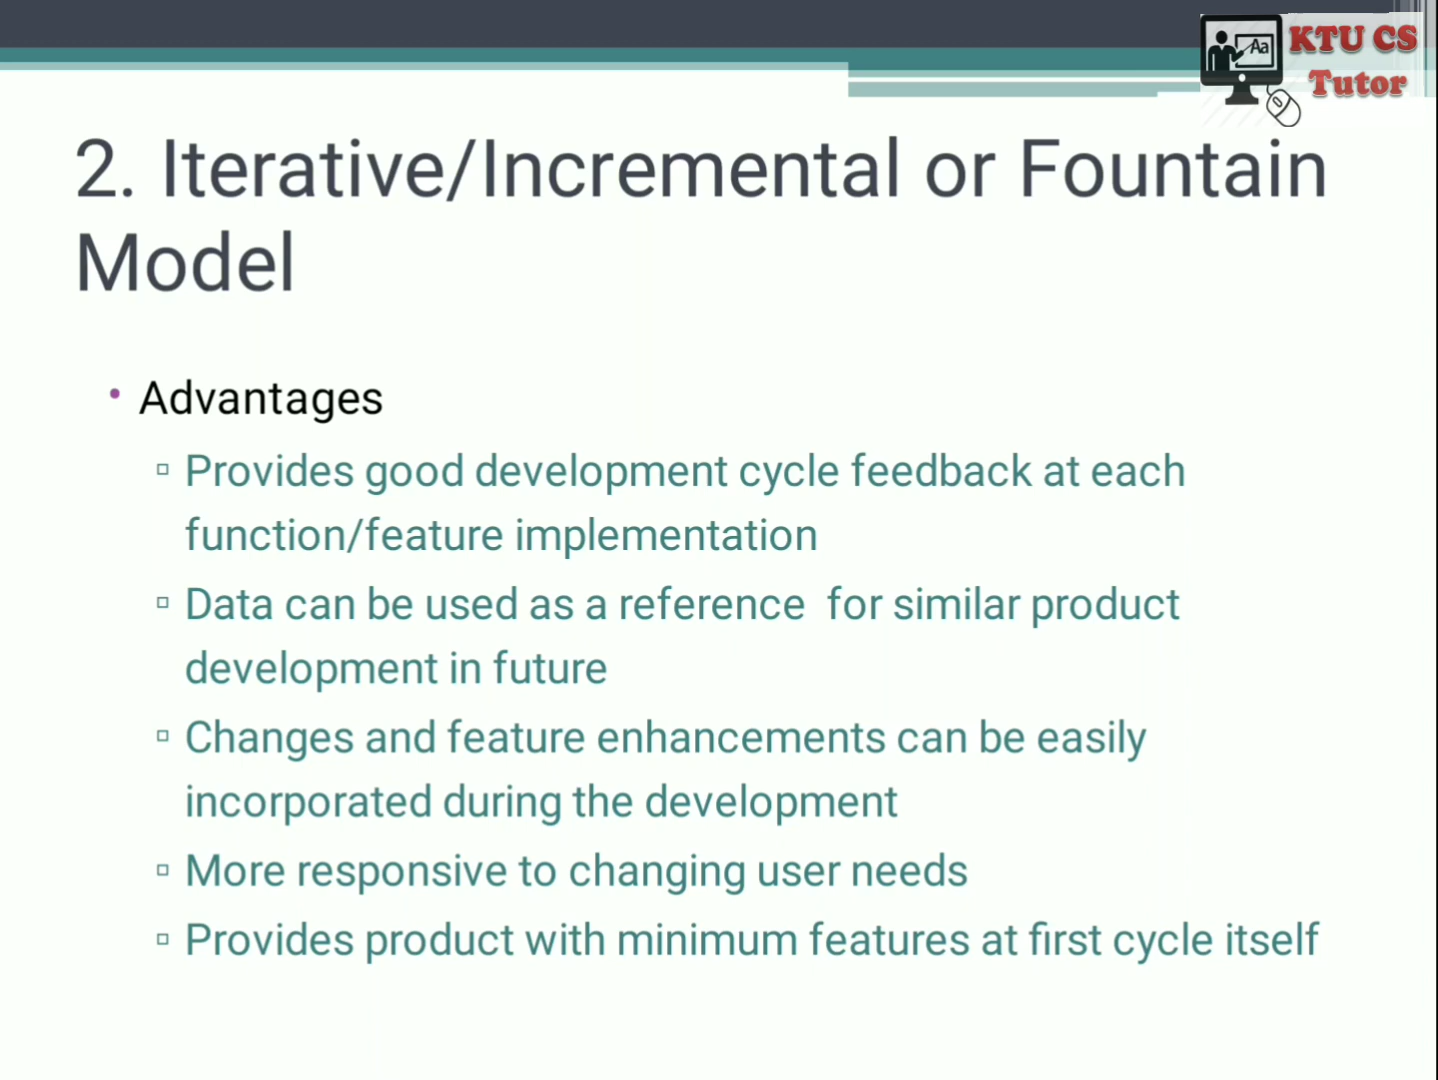 KTU CS
Tutor
Aa
2. Iterative/Incremental or Fountain
Model
• Advantages
▫ Provides good development cycle feedback at each
function/feature implementation
▫ Data can be used as a reference  for similar product
development in future
▫ Changes and feature enhancements can be easily
incorporated during the development
▫ More responsive to changing user needs
▫ Provides product with minimum features at first cycle itself